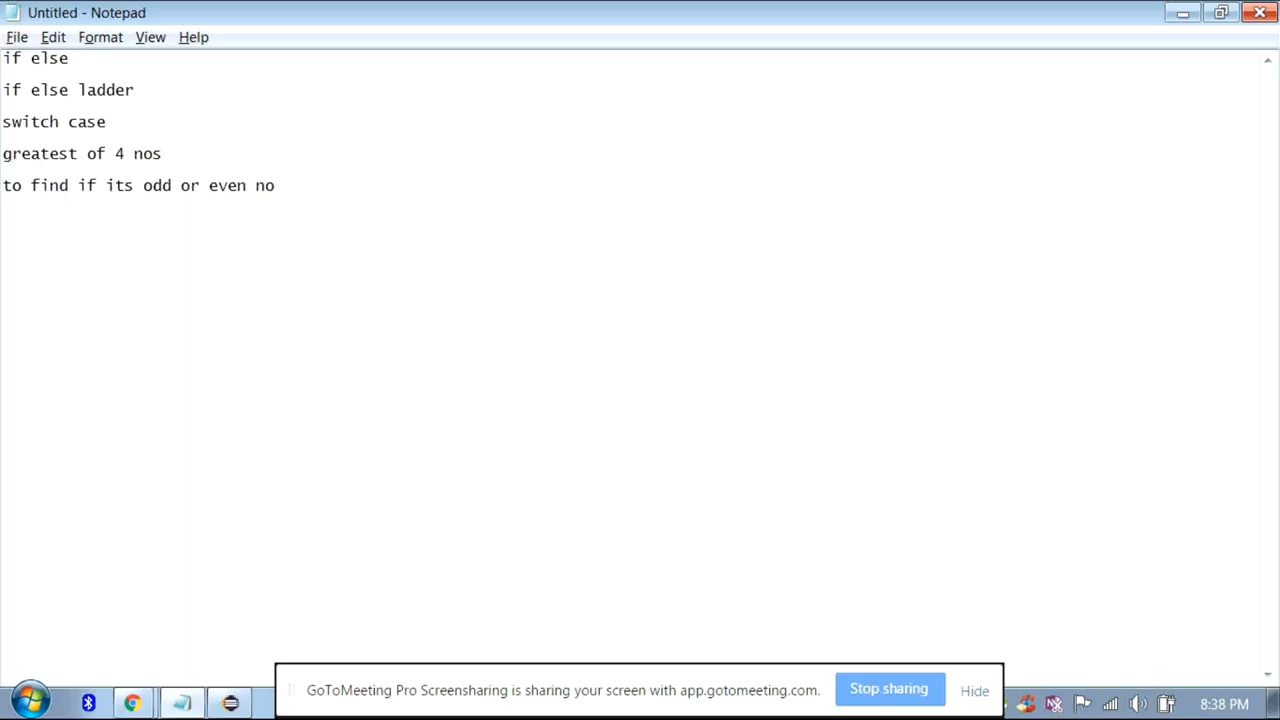 Untitled - Notepad
File Edit Format View Help
if else
if else ladder
switch case
greatest of 4 nos
to find if its odd or even no
GoToMeeting Pro Screensharing is sharing your screen with app.gotomeeting.com. Stop sharing Hide
8:38 PM